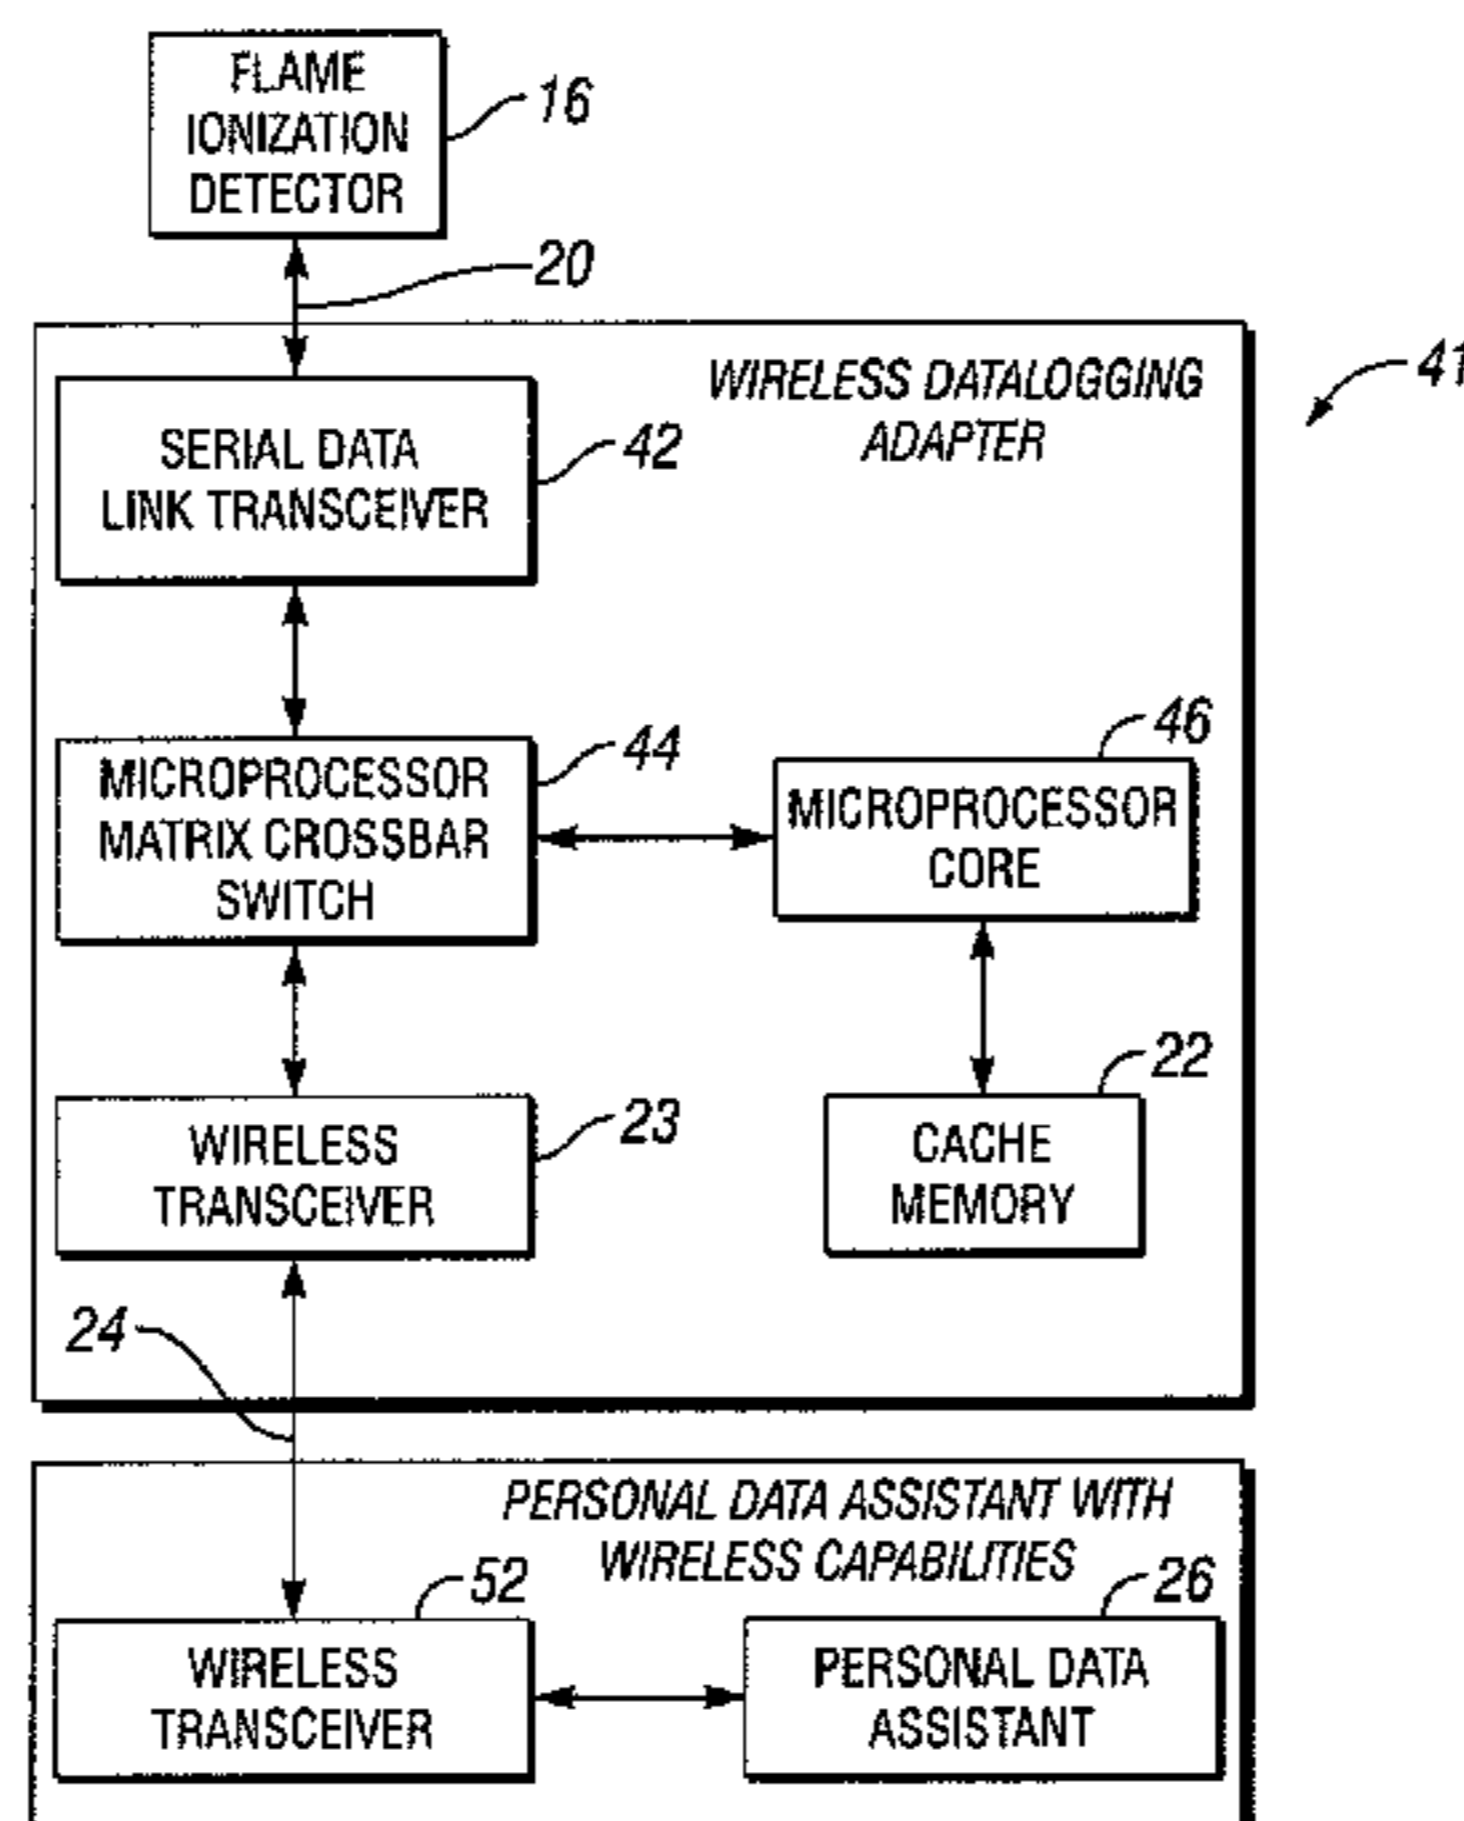 FLAME
IONIZATION
DETECTOR
16
20
WIRELESS DATALOGGING
ADAPTER
41
SERIAL DATA
LINK TRANSCEIVER
42
MICROPROCESSOR
MATRIX CROSSBAR
SWITCH
44
MICROPROCESSOR
CORE
46
WIRELESS
TRANSCEIVER
23
CACHE
MEMORY
22
24
PERSONAL DATA ASSISTANT WITH
WIRELESS CAPABILITIES
WIRELESS
TRANSCEIVER
52
PERSONAL DATA
ASSISTANT
26